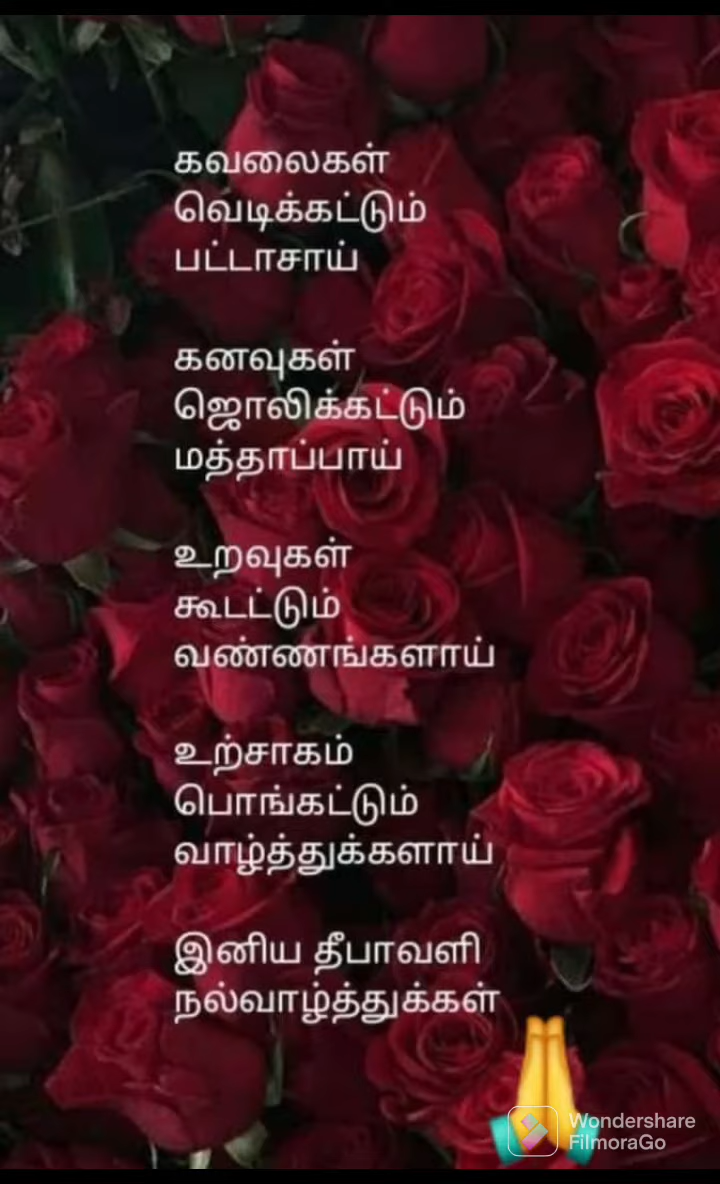 கவலைகள்
வெடிக்கட்டும்
பட்டாசாய்
கனவுகள்
ஜொலிக்கட்டும்
மத்தாப்பாய்
உறவுகள்
கூடட்டும்
வண்ணங்களாய்
உற்சாகம்
பொங்கட்டும்
வாழ்த்துக்களாய்
இனிய தீபாவளி
நல்வாழ்த்துக்கள்
Wondershare
FilmoraGo